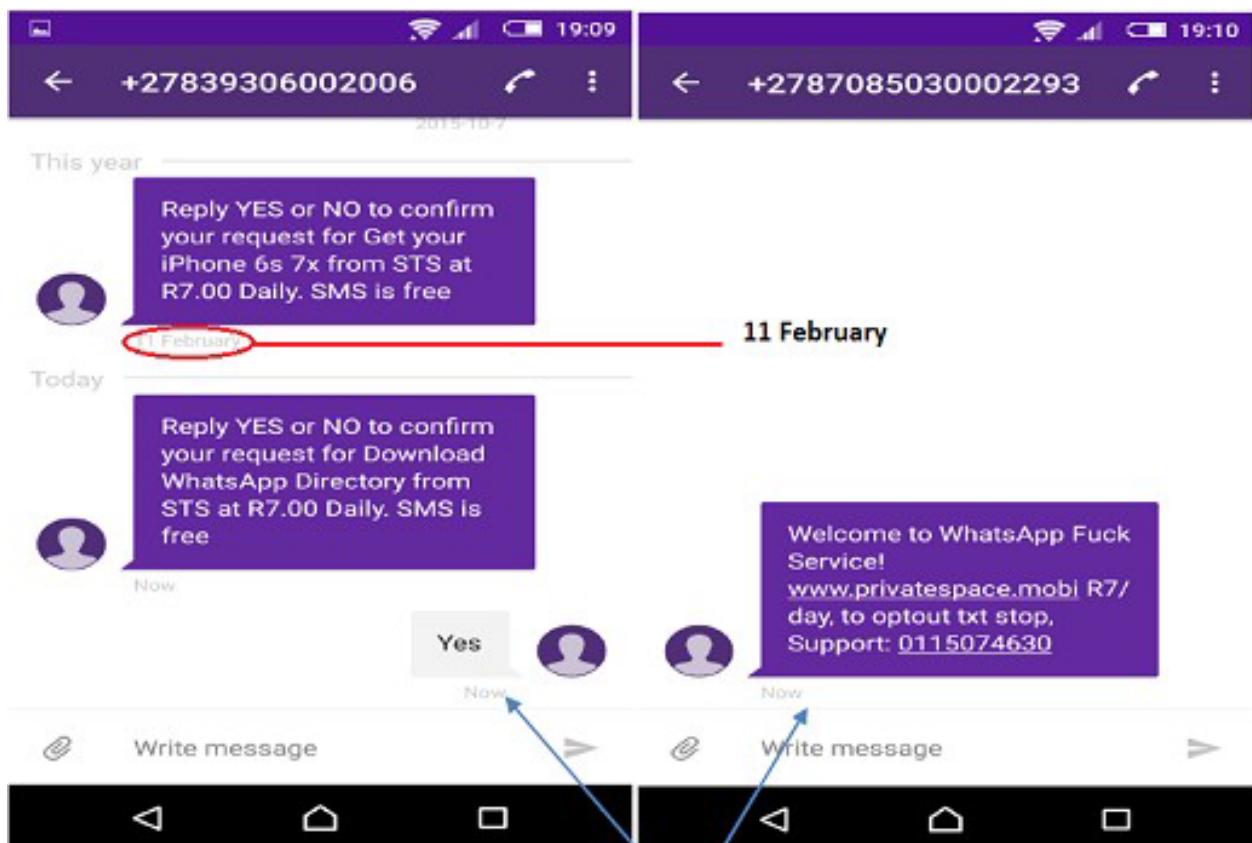 19:09
+27839306002006
2015-10-7
This year
Reply YES or NO to confirm
your request for Get your
iPhone 6s 7x from STS at
R7.00 Daily. SMS is free
11 February
Today
Reply YES or NO to confirm
your request for Download
WhatsApp Directory from
STS at R7.00 Daily. SMS is
free
Now
Yes
Now
Write message
19:10
+2787085030002293
11 February
Welcome to WhatsApp Fuck
Service!
www.privatespace.mobi R7/
day, to optout txt stop,
Support: 0115074630
Now
Write message